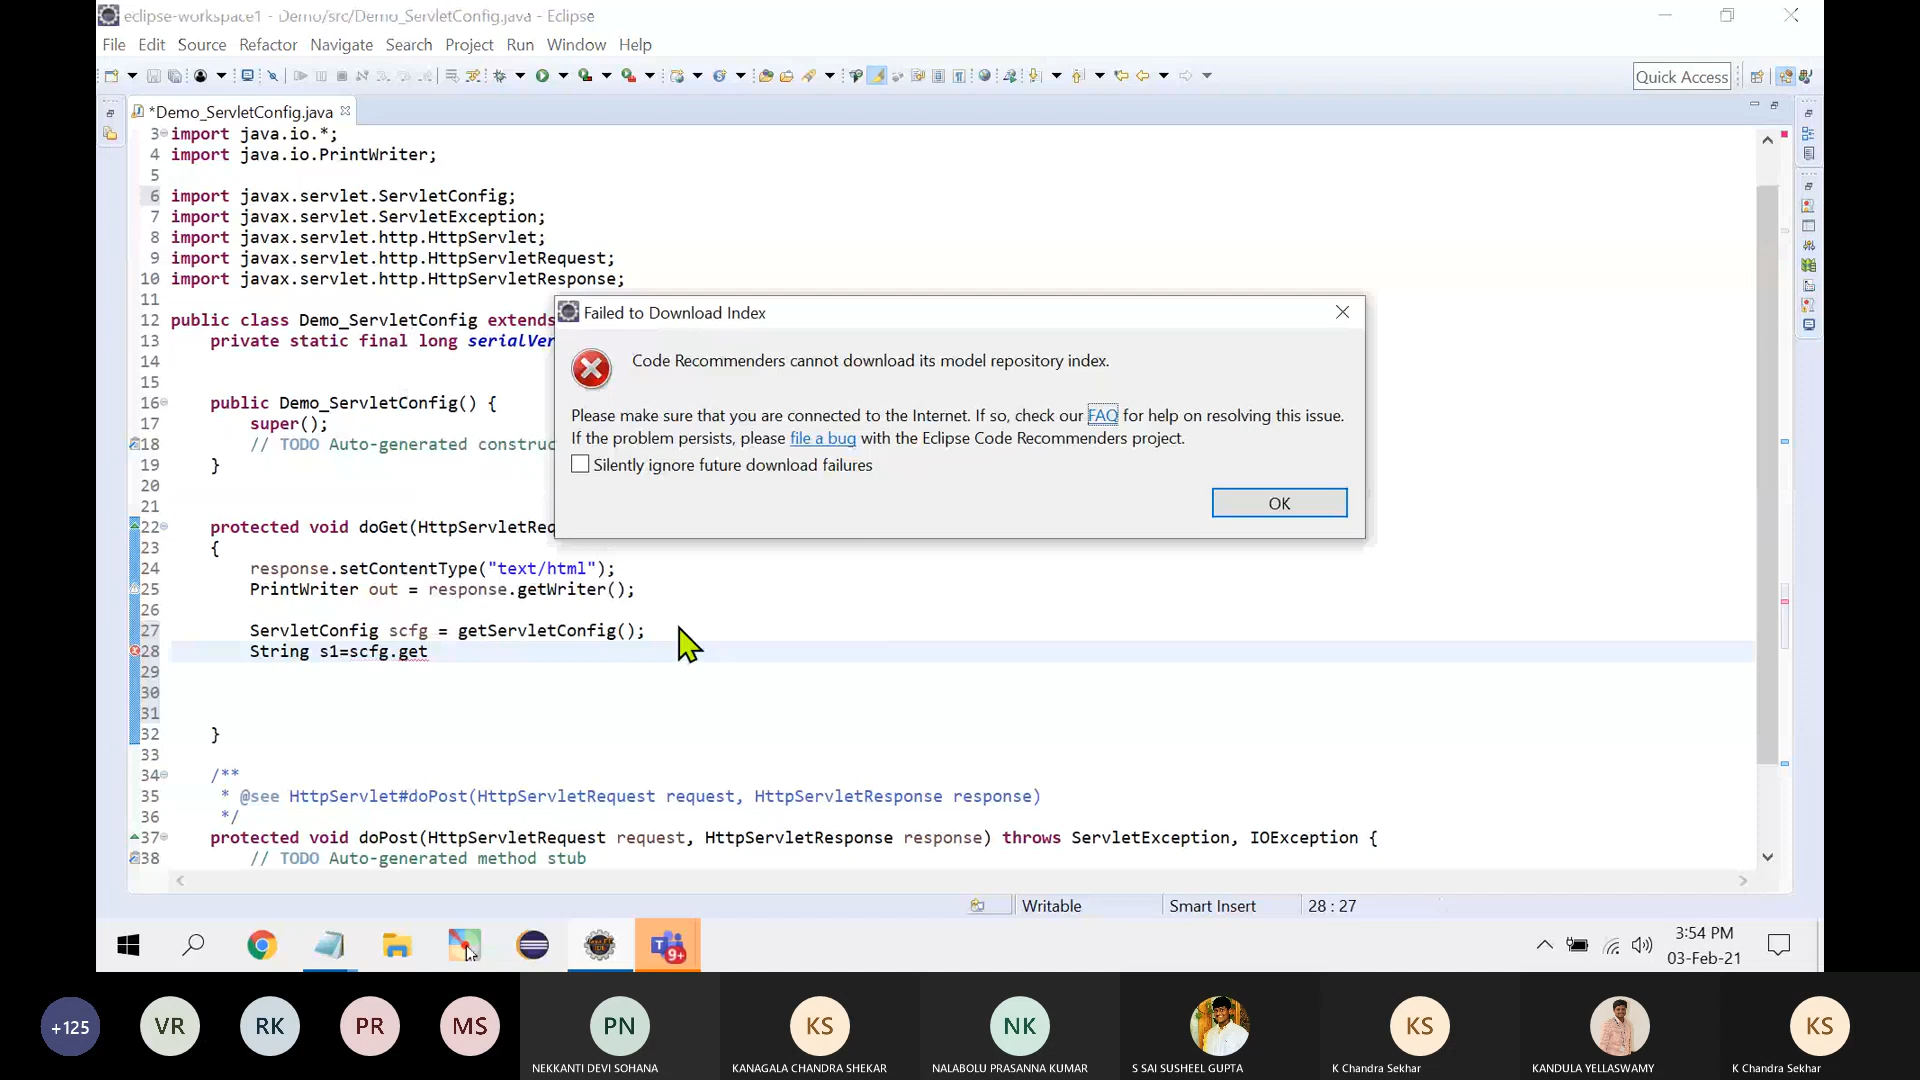 eclipse-workspace1 - Demo/src/Demo_ServletConfig.java - Eclipse
File Edit Source Refactor Navigate Search Project Run Window Help
Quick Access
*Demo_ServletConfig.java
3 import java.io.*;
4 import java.io.PrintWriter;
5
6 import javax.servlet.ServletConfig;
7 import javax.servlet.ServletException;
8 import javax.servlet.http.HttpServlet;
9 import javax.servlet.http.HttpServletRequest;
10 import javax.servlet.http.HttpServletResponse;
11
12 public class Demo_ServletConfig extends
13 private static final long serialVer
14
15
16 public Demo_ServletConfig() {
17 super();
18 // TODO Auto-generated construc
19 }
20
21
22 protected void doGet(HttpServletReq
23 {
24 response.setContentType("text/html");
25 PrintWriter out = response.getWriter();
26
27 ServletConfig scfg = getServletConfig();
28 String s1=scfg.get
29
30
31
32 }
33
34 /**
35 * @see HttpServlet#doPost(HttpServletRequest request, HttpServletResponse response)
36 */
37 protected void doPost(HttpServletRequest request, HttpServletResponse response) throws ServletException, IOException {
38 // TODO Auto-generated method stub
Failed to Download Index
Code Recommenders cannot download its model repository index.
Please make sure that you are connected to the Internet. If so, check our FAQ for help on resolving this issue.
If the problem persists, please file a bug with the Eclipse Code Recommenders project.
Silently ignore future download failures
OK
Writable Smart Insert 28 : 27
9+
3:54 PM
03-Feb-21
+125 VR RK PR MS PN KS NK KS KS
NEKKANTI DEVI SOHANA KANAGALA CHANDRA SHEKAR NALABOLU PRASANNA KUMAR S SAI SUSHEEL GUPTA K Chandra Sekhar KANDULA YELLASWAMY K Chandra Sekhar